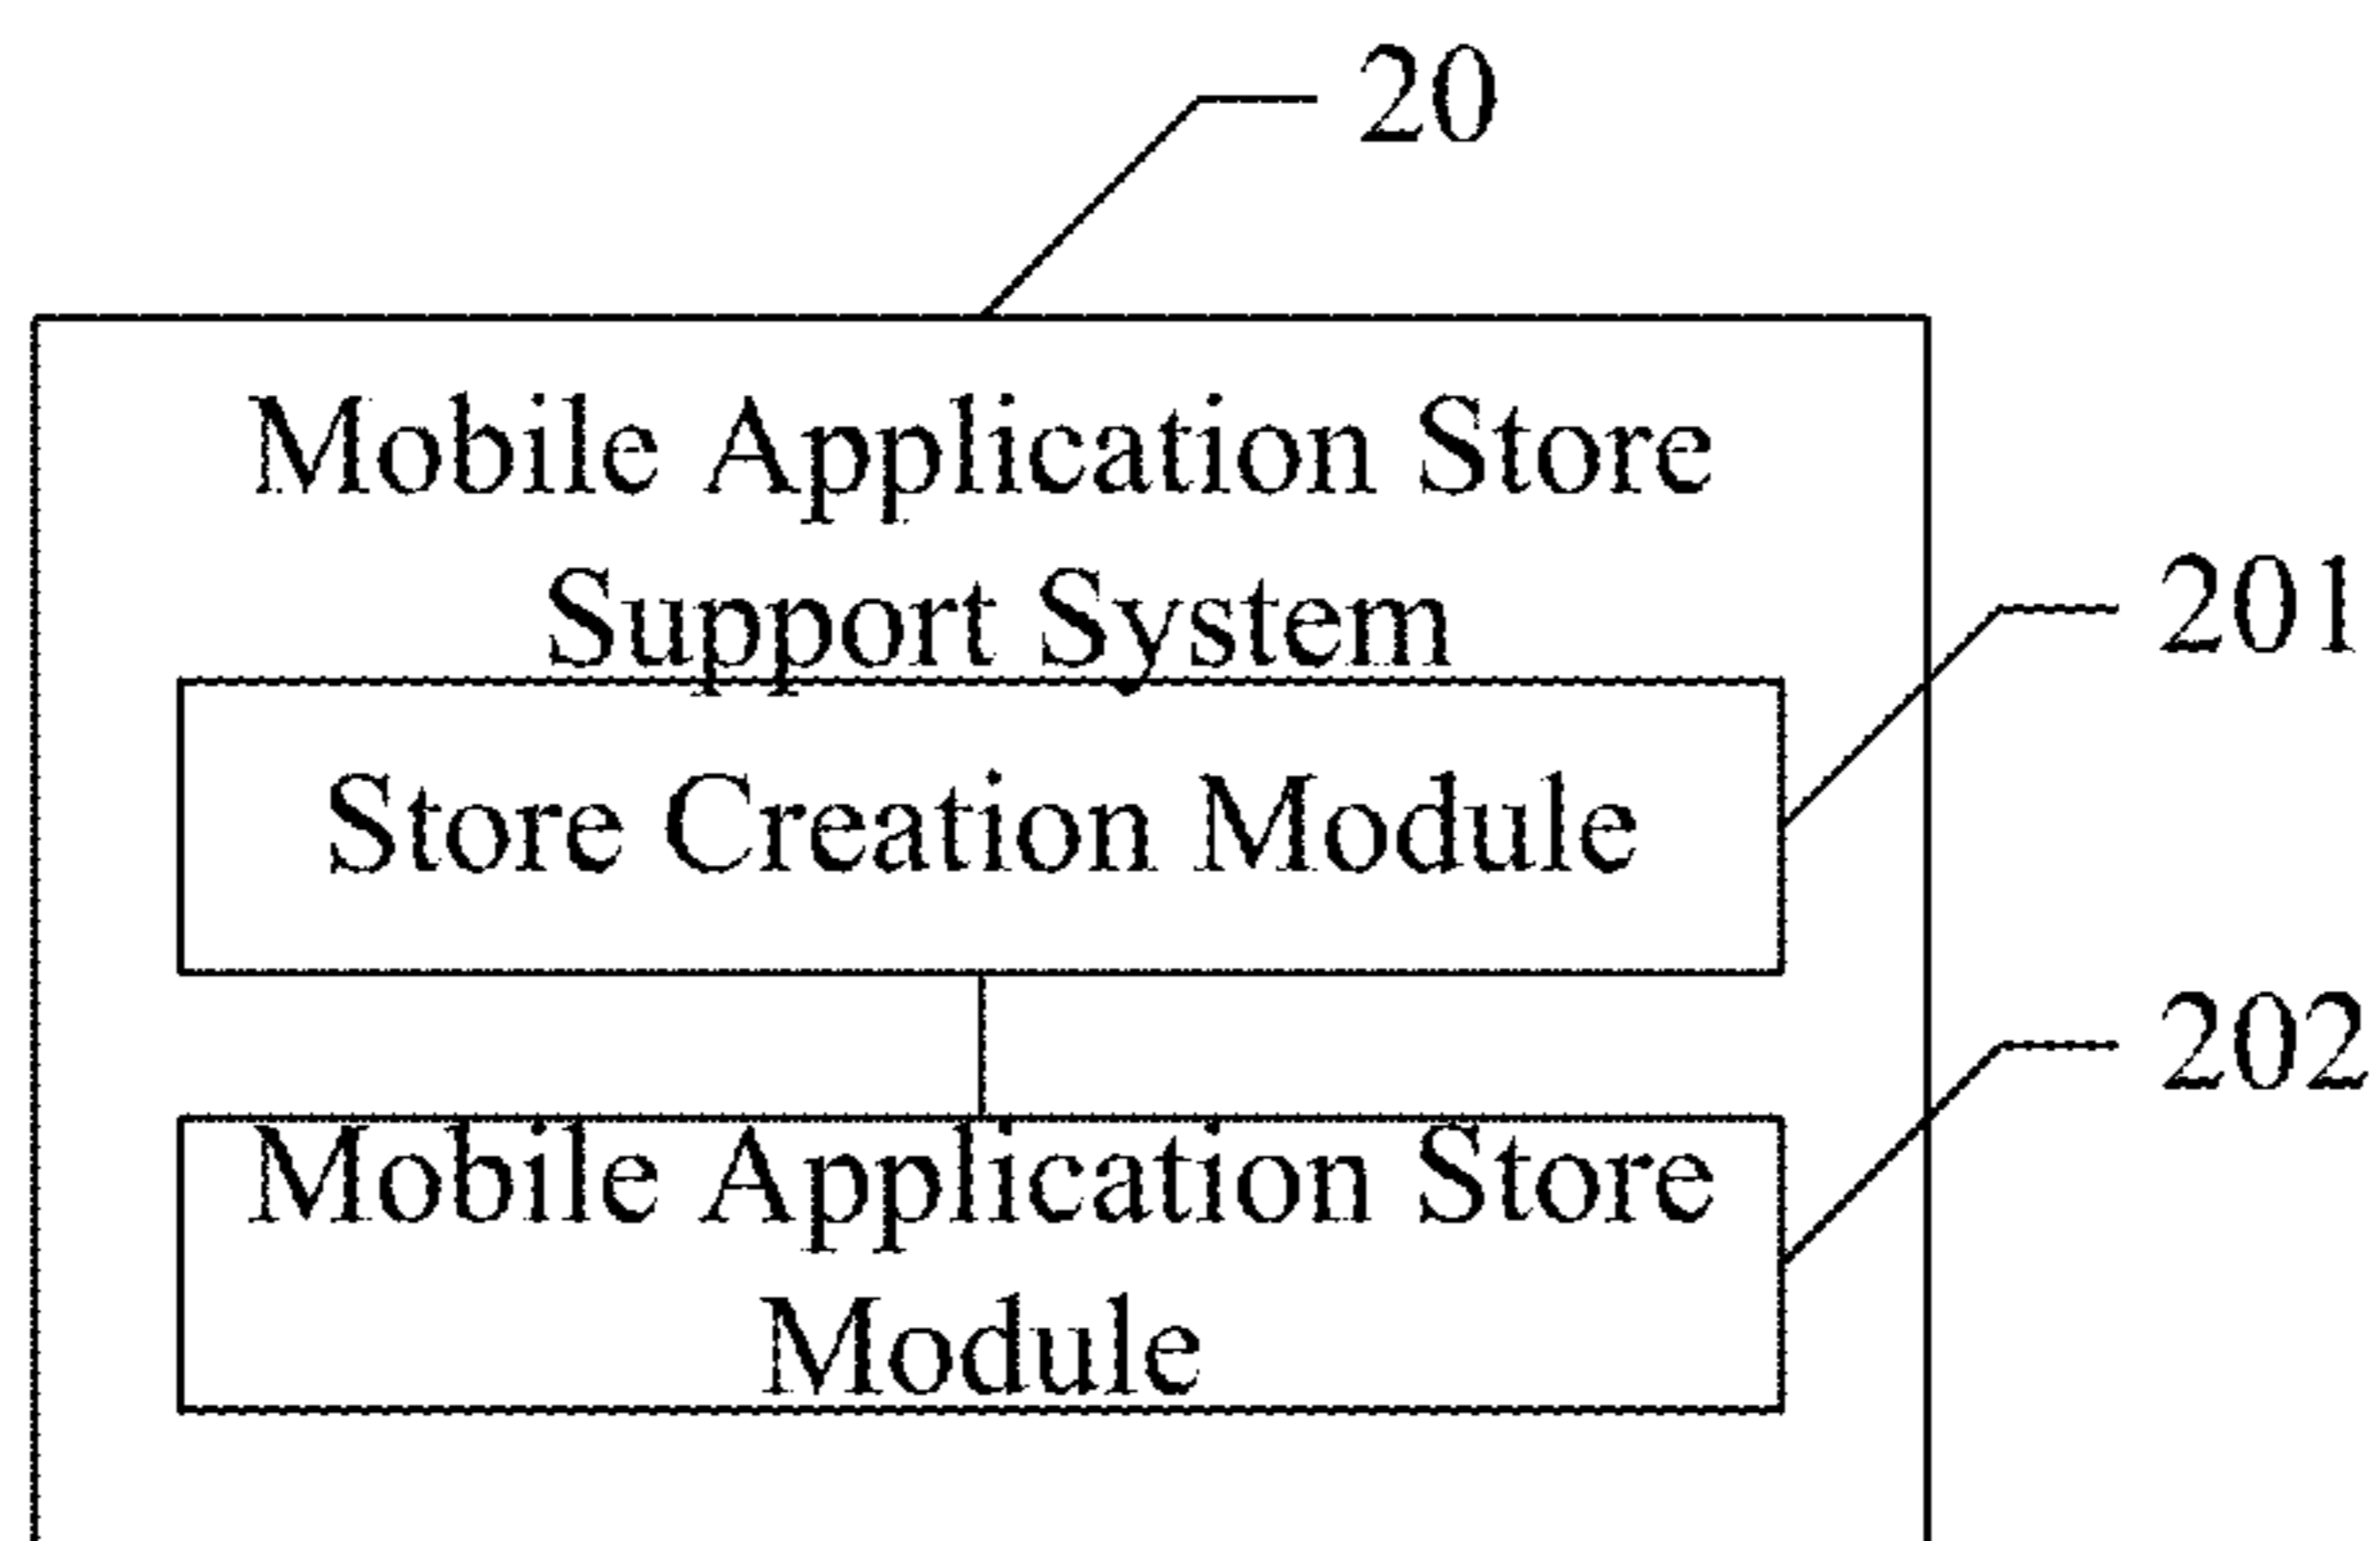 20
Mobile Application Store
Support System
201
Store Creation Module
202
Mobile Application Store
Module